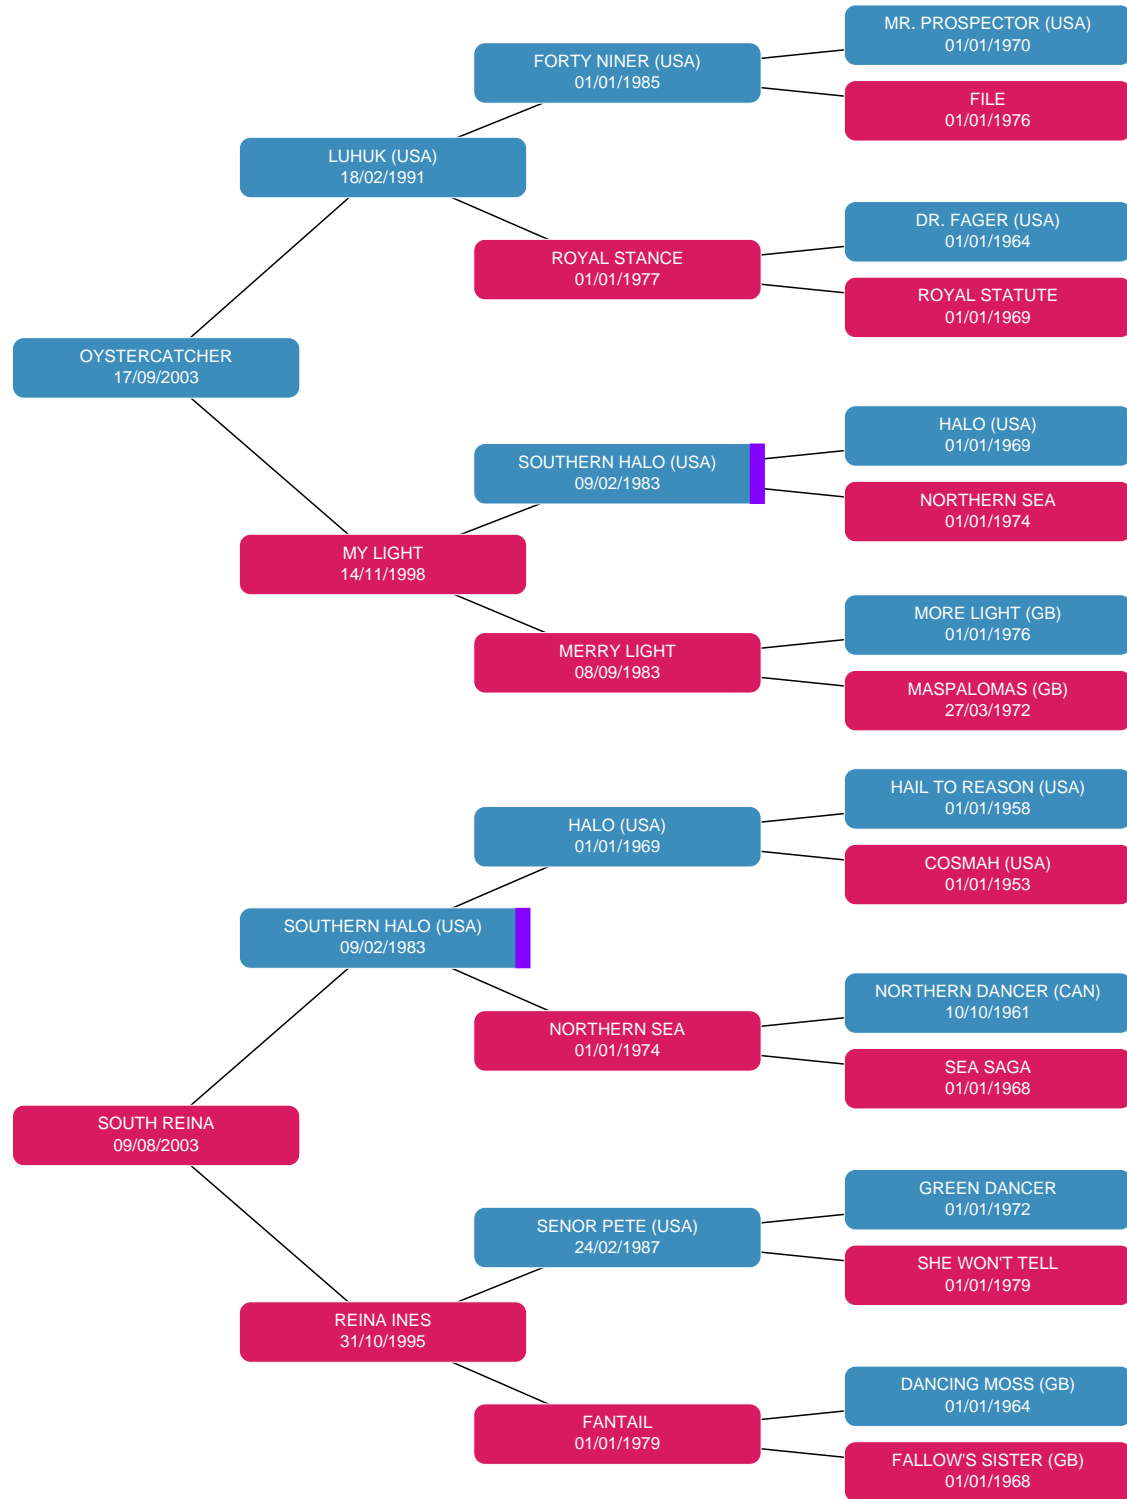 MR. PROSPECTOR (USA)
01/01/1970
FORTY NINER (USA)
01/01/1985
FILE
01/01/1976
LUHUK (USA)
18/02/1991
DR. FAGER (USA)
01/01/1964
ROYAL STANCE
01/01/1977
ROYAL STATUTE
01/01/1969
OYSTERCATCHER
17/09/2003
HALO (USA)
01/01/1969
SOUTHERN HALO (USA)
09/02/1983
NORTHERN SEA
01/01/1974
MY LIGHT
14/11/1998
MORE LIGHT (GB)
01/01/1976
MERRY LIGHT
08/09/1983
MASPALOMAS (GB)
27/03/1972
HAIL TO REASON (USA)
01/01/1958
HALO (USA)
01/01/1969
COSMAH (USA)
01/01/1953
SOUTHERN HALO (USA)
09/02/1983
NORTHERN DANCER (CAN)
10/10/1961
NORTHERN SEA
01/01/1974
SEA SAGA
01/01/1968
SOUTH REINA
09/08/2003
GREEN DANCER
01/01/1972
SENOR PETE (USA)
24/02/1987
SHE WON'T TELL
01/01/1979
REINA INES
31/10/1995
DANCING MOSS (GB)
01/01/1964
FANTAIL
01/01/1979
FALLOW'S SISTER (GB)
01/01/1968